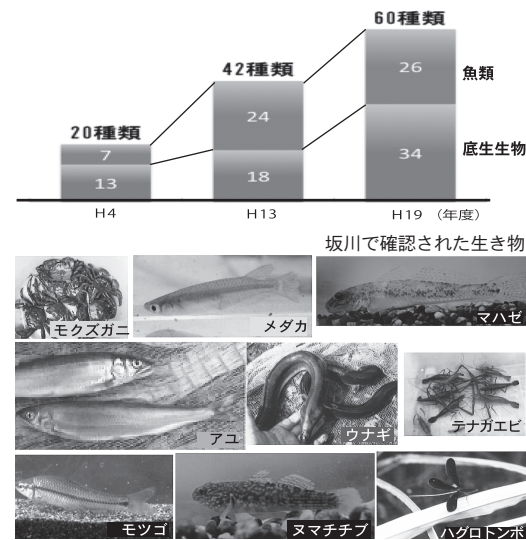 60種類
42種類
26
魚類
20種類
24
7
34
底生生物
13
18
H4
H13
H19 (年度)
坂川で確認された生き物
モクズガニ
メダカ
マハゼ
アユ
ウナギ
テナガエビ
モツゴ
ヌマチチブ
ハグロトンボ